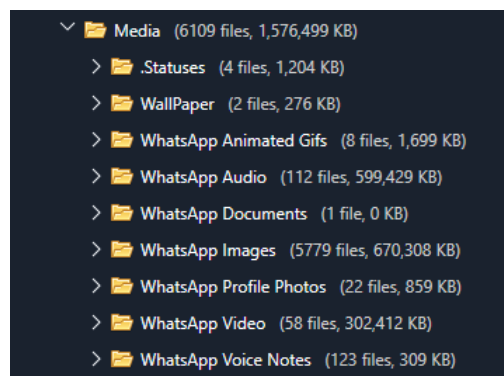 Media (6109 files, 1,576,499 KB)
.Statuses (4 files, 1,204 KB)
WallPaper (2 files, 276 KB)
WhatsApp Animated Gifs (8 files, 1,699 KB)
WhatsApp Audio (112 files, 599,429 KB)
WhatsApp Documents (1 file, 0 KB)
WhatsApp Images (5779 files, 670,308 KB)
WhatsApp Profile Photos (22 files, 859 KB)
WhatsApp Video (58 files, 302,412 KB)
WhatsApp Voice Notes (123 files, 309 KB)